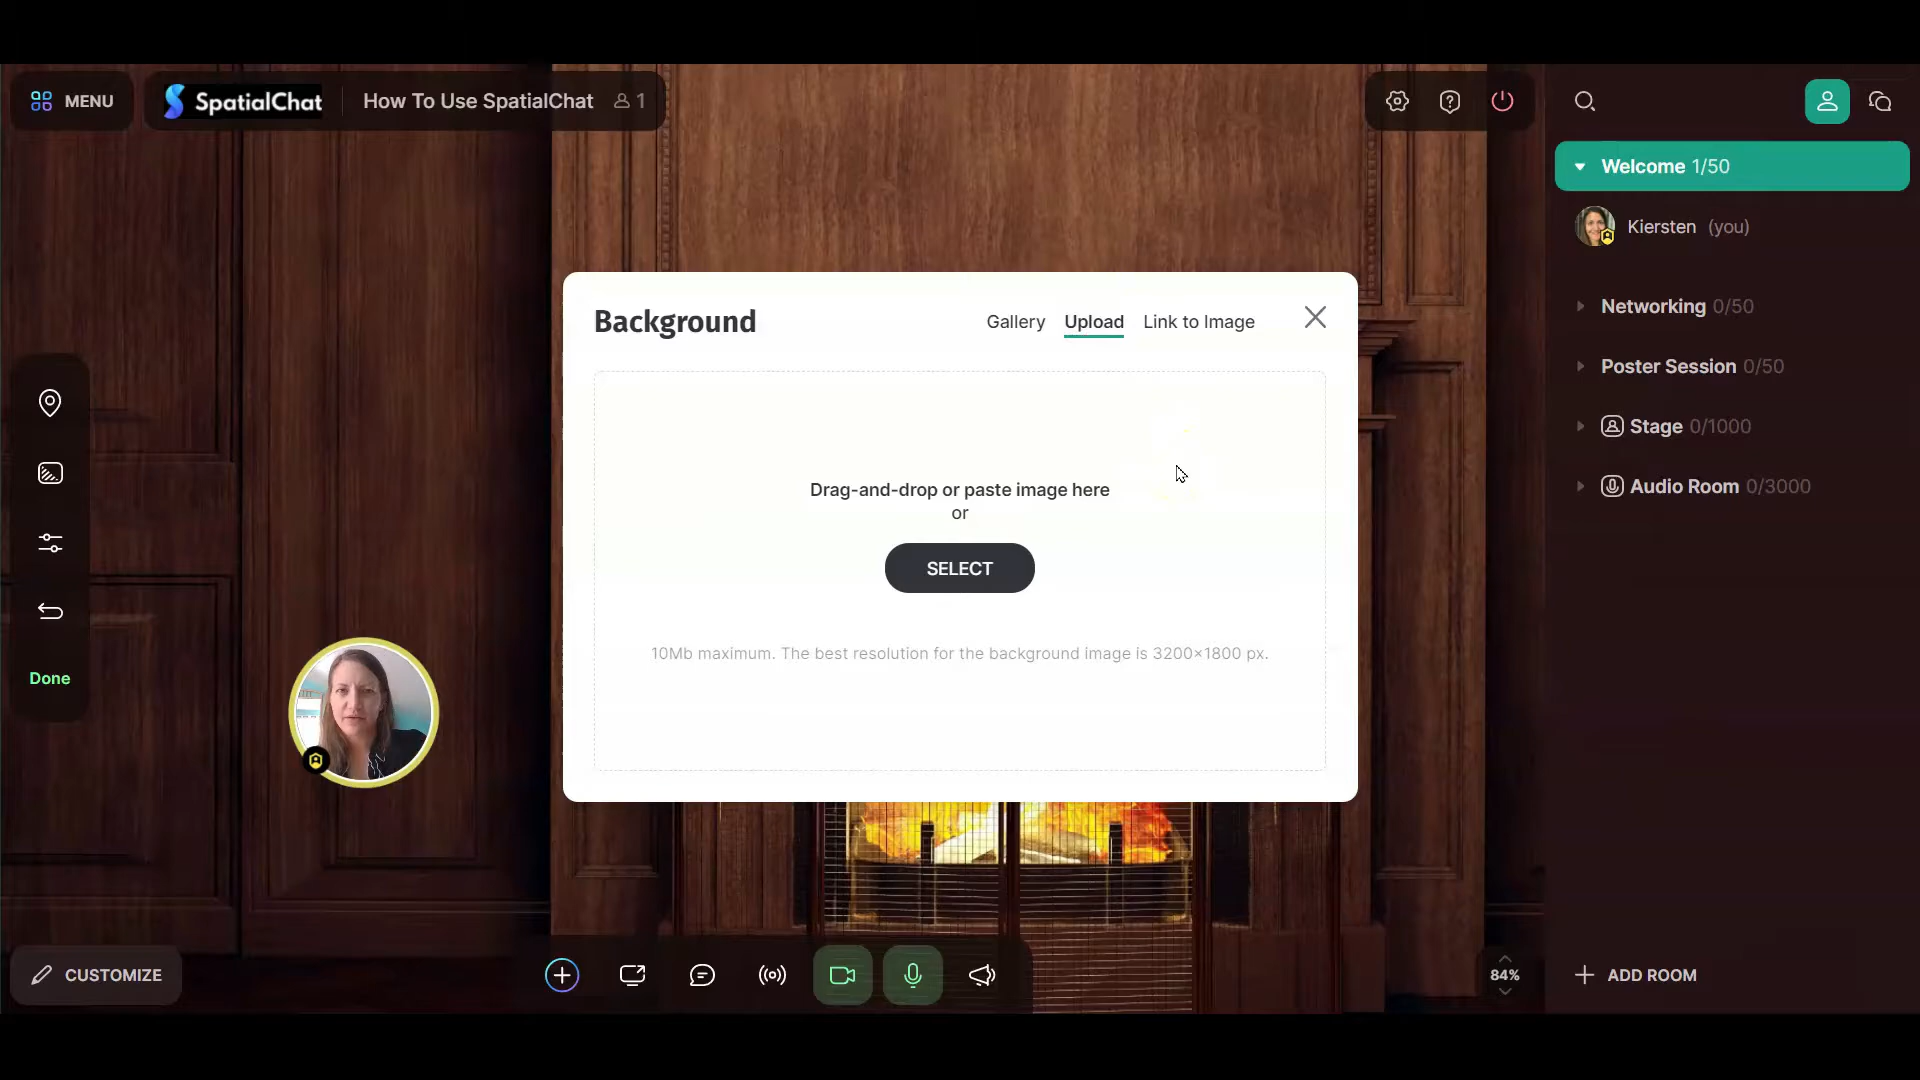 MENU
SpatialChat
How To Use SpatialChat 1
Welcome 1/50
Kiersten (you)
Networking 0/50
Poster Session 0/50
Stage 0/1000
Audio Room 0/3000
Background
Gallery Upload Link to Image
Drag-and-drop or paste image here
or
SELECT
10Mb maximum. The best resolution for the background image is 3200×1800 px.
Done
CUSTOMIZE
84%
ADD ROOM